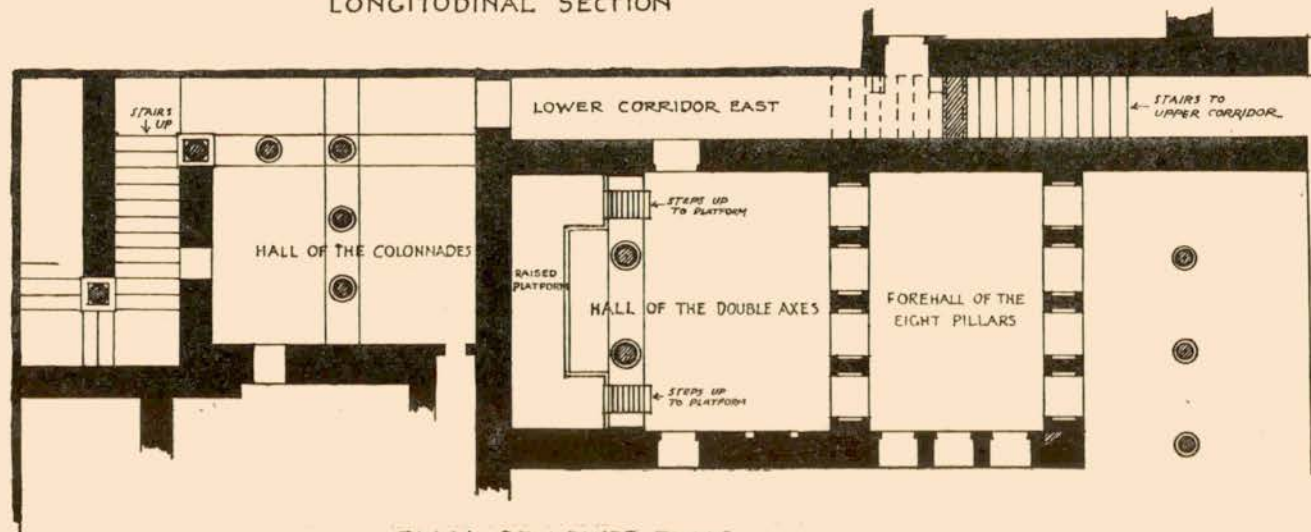 LONGITUDINAL SECTION
STAIRS
UP
LOWER CORRIDOR EAST
STAIRS TO
UPPER CORRIDOR
STEPS UP
TO PLATFORM
HALL OF THE COLONNADES
RAISED
PLATFORM
HALL OF THE DOUBLE AXES
FOREHALL OF THE
EIGHT PILLARS
STEPS UP
TO PLATFORM